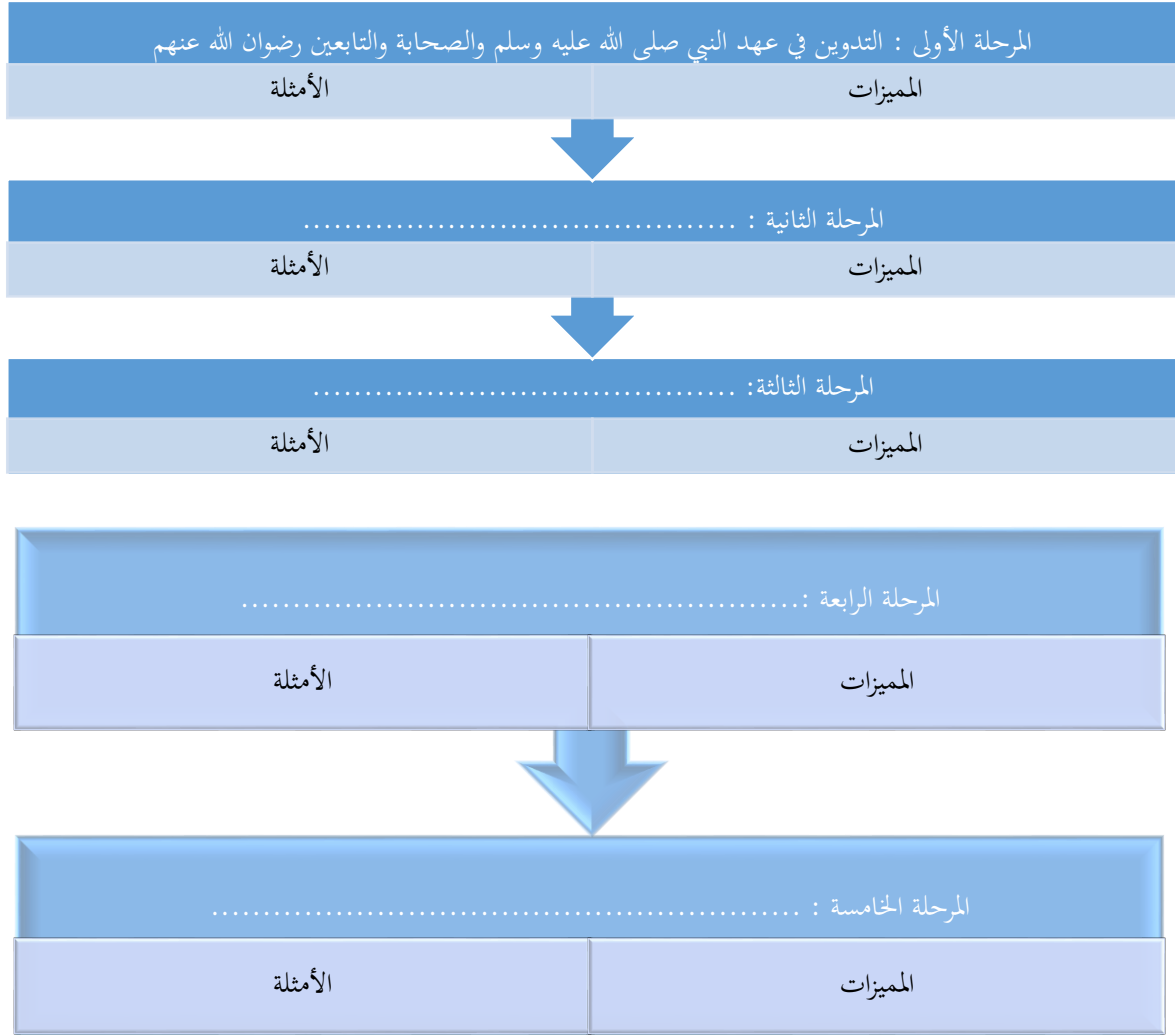 المرحلة الأولى : التدوين في عهد النبي صلى الله عليه وسلم والصحابة والتابعين رضوان الله عنهم
المميزات
الأمثلة
المرحلة الثانية : ..........................................
المميزات
الأمثلة
المرحلة الثالثة: .........................................
المميزات
الأمثلة
المرحلة الرابعة :......................................................
المميزات
الأمثلة
المرحلة الخامسة : .........................................................
المميزات
الأمثلة